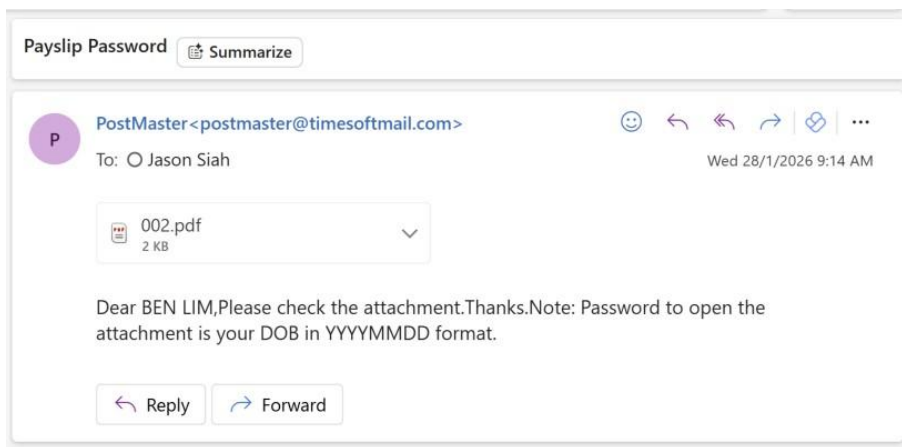 Payslip Password
Summarize
P
PostMaster<postmaster@timesoftmail.com>
To: Jason Siah
Wed 28/1/2026 9:14 AM
002.pdf
2 KB
Dear BEN LIM,Please check the attachment.Thanks.Note: Password to open the
attachment is your DOB in YYYYMMDD format.
Reply
Forward